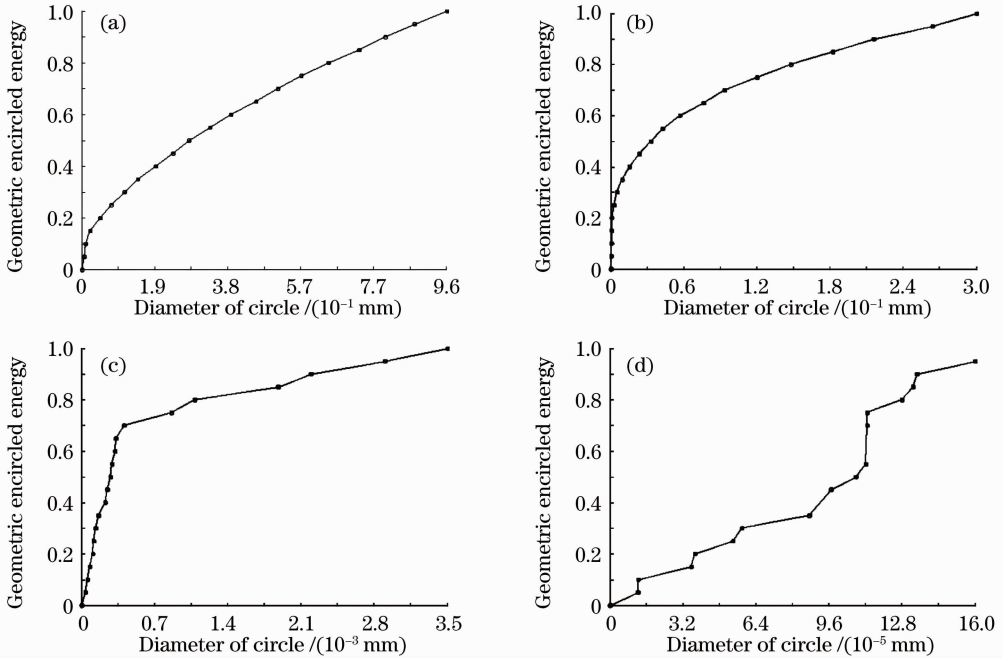 (a)
Geometric encircled energy
1.0
0.8
0.6
0.4
0.2
0
0 1.9 3.8 5.7 7.7 9.6
Diameter of circle /(10⁻¹ mm)
(b)
Geometric encircled energy
1.0
0.8
0.6
0.4
0.2
0
0 0.6 1.2 1.8 2.4 3.0
Diameter of circle /(10⁻¹ mm)
(c)
Geometric encircled energy
1.0
0.8
0.6
0.4
0.2
0
0 0.7 1.4 2.1 2.8 3.5
Diameter of circle /(10⁻³ mm)
(d)
Geometric encircled energy
1.0
0.8
0.6
0.4
0.2
0
0 3.2 6.4 9.6 12.8 16.0
Diameter of circle /(10⁻⁵ mm)